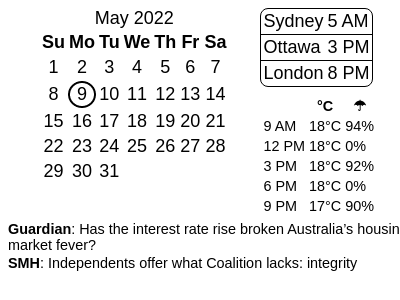 May 2022
Su Mo Tu We Th Fr Sa
1 2 3 4 5 6 7
8 9 10 11 12 13 14
15 16 17 18 19 20 21
22 23 24 25 26 27 28
29 30 31
Sydney 5 AM
Ottawa 3 PM
London 8 PM
°C ☂
9 AM 18°C 94%
12 PM 18°C 0%
3 PM 18°C 92%
6 PM 18°C 0%
9 PM 17°C 90%
Guardian: Has the interest rate rise broken Australia’s housin
market fever?
SMH: Independents offer what Coalition lacks: integrity